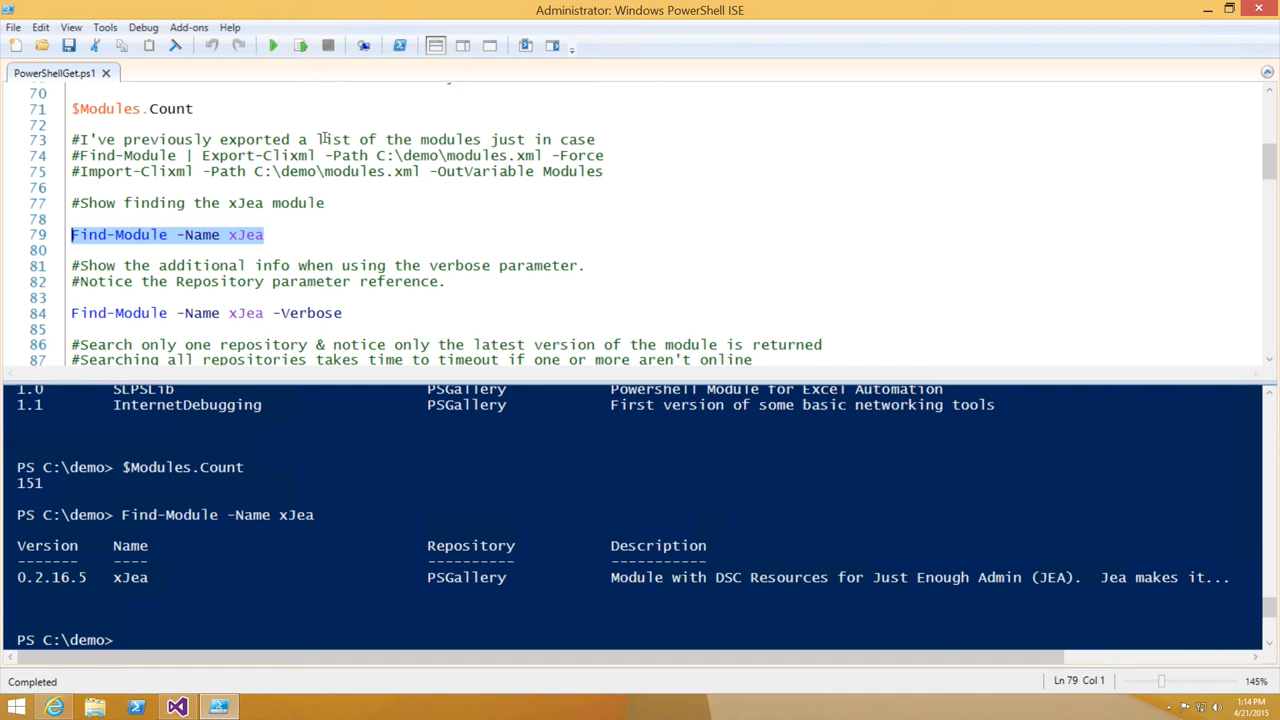 Administrator: Windows PowerShell ISE
File Edit View Tools Debug Add-ons Help
PowerShellGet.ps1
70
71 $Modules.Count
72
73 #I've previously exported a list of the modules just in case
74 #Find-Module | Export-Clixml -Path C:\demo\modules.xml -Force
75 #Import-Clixml -Path C:\demo\modules.xml -OutVariable Modules
76
77 #Show finding the xJea module
78
79 Find-Module -Name xJea
80
81 #Show the additional info when using the verbose parameter.
82 #Notice the Repository parameter reference.
83
84 Find-Module -Name xJea -Verbose
85
86 #Search only one repository & notice only the latest version of the module is returned
87 #Searching all repositories takes time to timeout if one or more aren't online
1.0 SLPSLib PSGallery Powershell Module for Excel Automation
1.1 InternetDebugging PSGallery First version of some basic networking tools
PS C:\demo> $Modules.Count
151
PS C:\demo> Find-Module -Name xJea
Version Name Repository Description
------- ---- ---------- -----------
0.2.16.5 xJea PSGallery Module with DSC Resources for Just Enough Admin (JEA). Jea makes it...
PS C:\demo>
Completed Ln 79 Col 1 145%
1:14 PM
4/21/2015